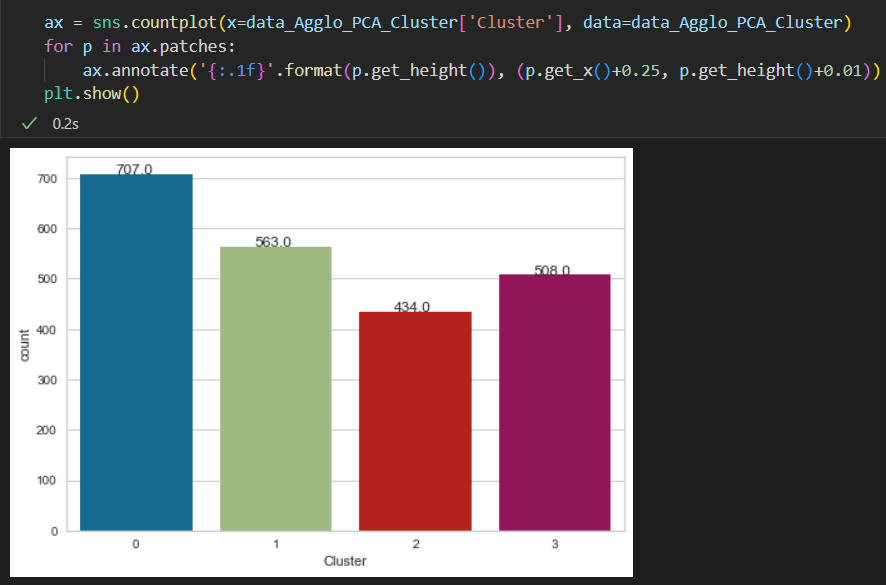 ax = sns.countplot(x=data_Agglo_PCA_Cluster['Cluster'], data=data_Agglo_PCA_Cluster)
for p in ax.patches:
    ax.annotate('{:.1f}'.format(p.get_height()), (p.get_x()+0.25, p.get_height()+0.01))
plt.show()
0.2s
707.0
563.0
434.0
508.0
700
600
500
400
300
200
100
0
count
0 1 2 3
Cluster